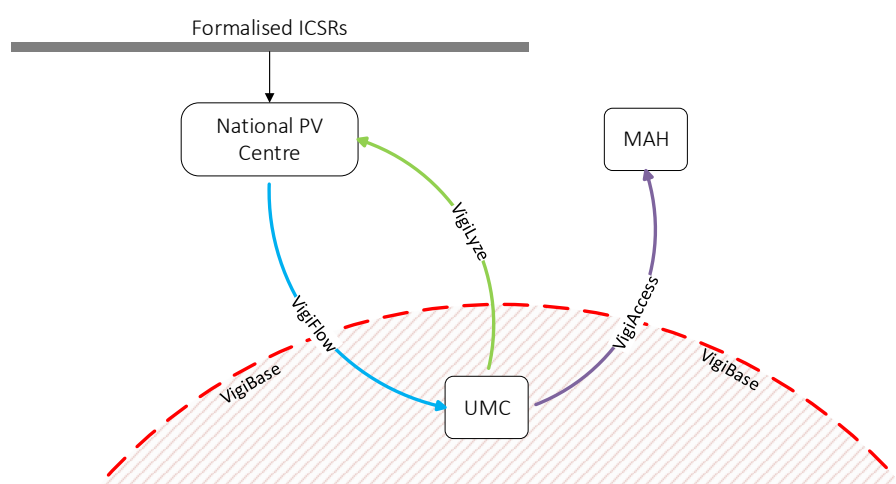 Formalised ICSRs
National PV
Centre
MAH
VigiLyze
VigiFlow
VigiAccess
VigiBase
VigiBase
UMC